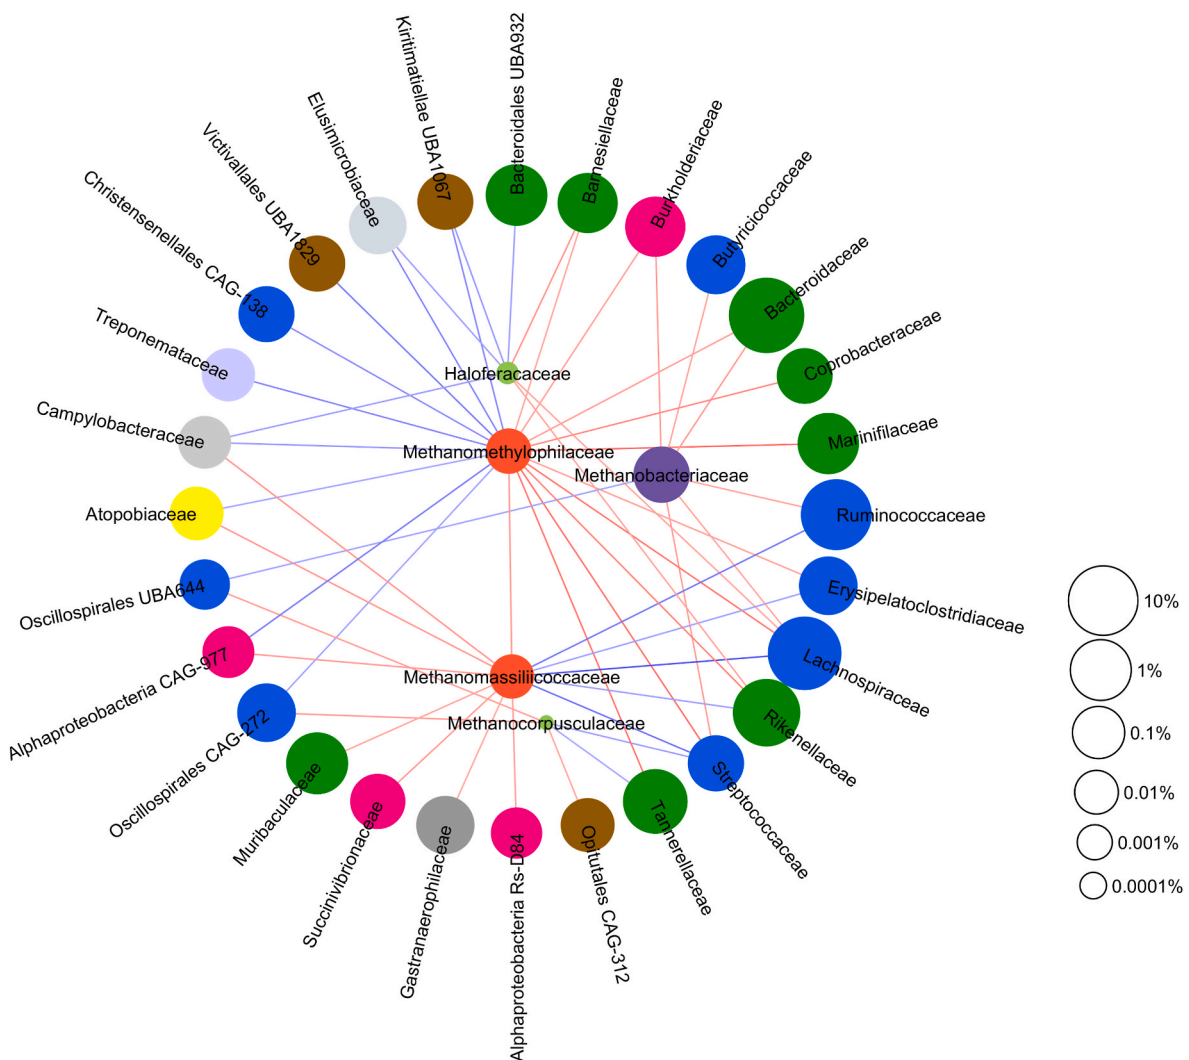 Bacteroidales UBA932
Kiritimatiellae UBA1067
Barnesiellaceae
Elusimicrobiaceae
Burkholderiaceae
Victivallales UBA1829
Butyricicoccaceae
Christensenellales CAG-138
Bacteroidaceae
Treponemataceae
Coprobacteraceae
Haloferacaceae
Campylobacteraceae
Marinifilaceae
Methanomethylophilaceae
Methanobacteriaceae
Atopobiaceae
Ruminococcaceae
Oscillospirales UBA644
Erysipelatoclostridiaceae
10%
Alphaproteobacteria CAG-977
Lachnospiraceae
1%
Methanomassiliicoccaceae
Oscillospirales CAG-272
Methanocorpusculaceae
Rikenellaceae
0.1%
Muribaculaceae
Streptococcaceae
0.01%
Succinivibrionaceae
Tannerellaceae
0.001%
Gastranaerophilaceae
Alphaproteobacteria Rs-D84
Opitutales CAG-312
0.0001%